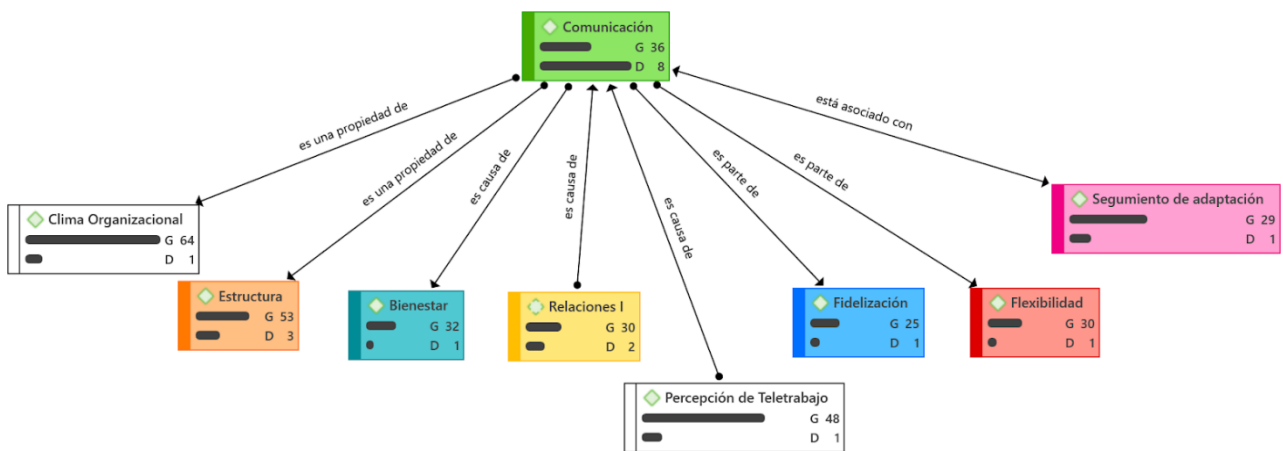 Comunicación
G 36
D 8
es una propiedad de
es una propiedad de
es causa de
es causa de
es causa de
es parte de
es parte de
está asociado con
Clima Organizacional
G 64
D 1
Estructura
G 53
D 3
Bienestar
G 32
D 1
Relaciones I
G 30
D 2
Percepción de Teletrabajo
G 48
D 1
Fidelización
G 25
D 1
Flexibilidad
G 30
D 1
Segumiento de adaptación
G 29
D 1